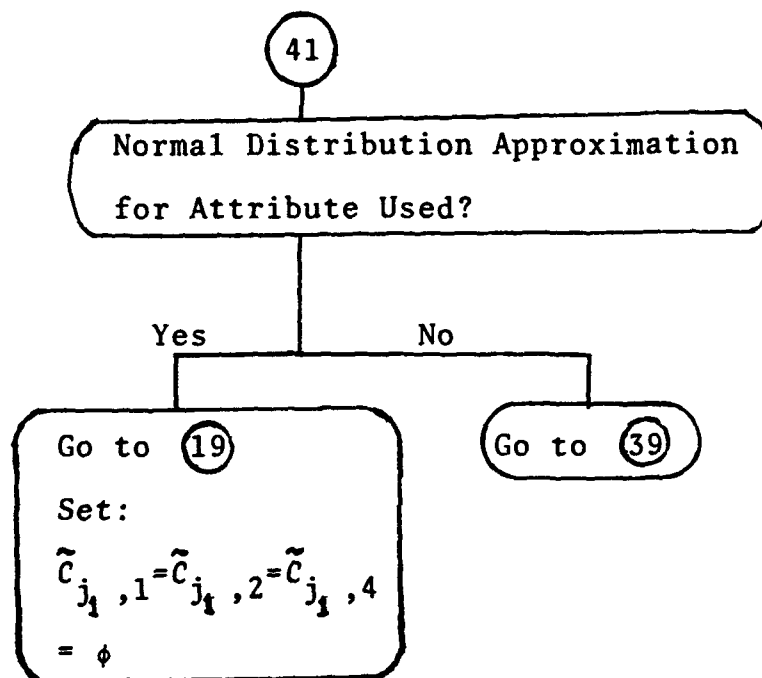 41
Normal Distribution Approximation
for Attribute Used?
Yes No
Go to 19
Go to 39
Set:
C̃j₁,1=C̃j₁,2=C̃j₁,4
= ϕ